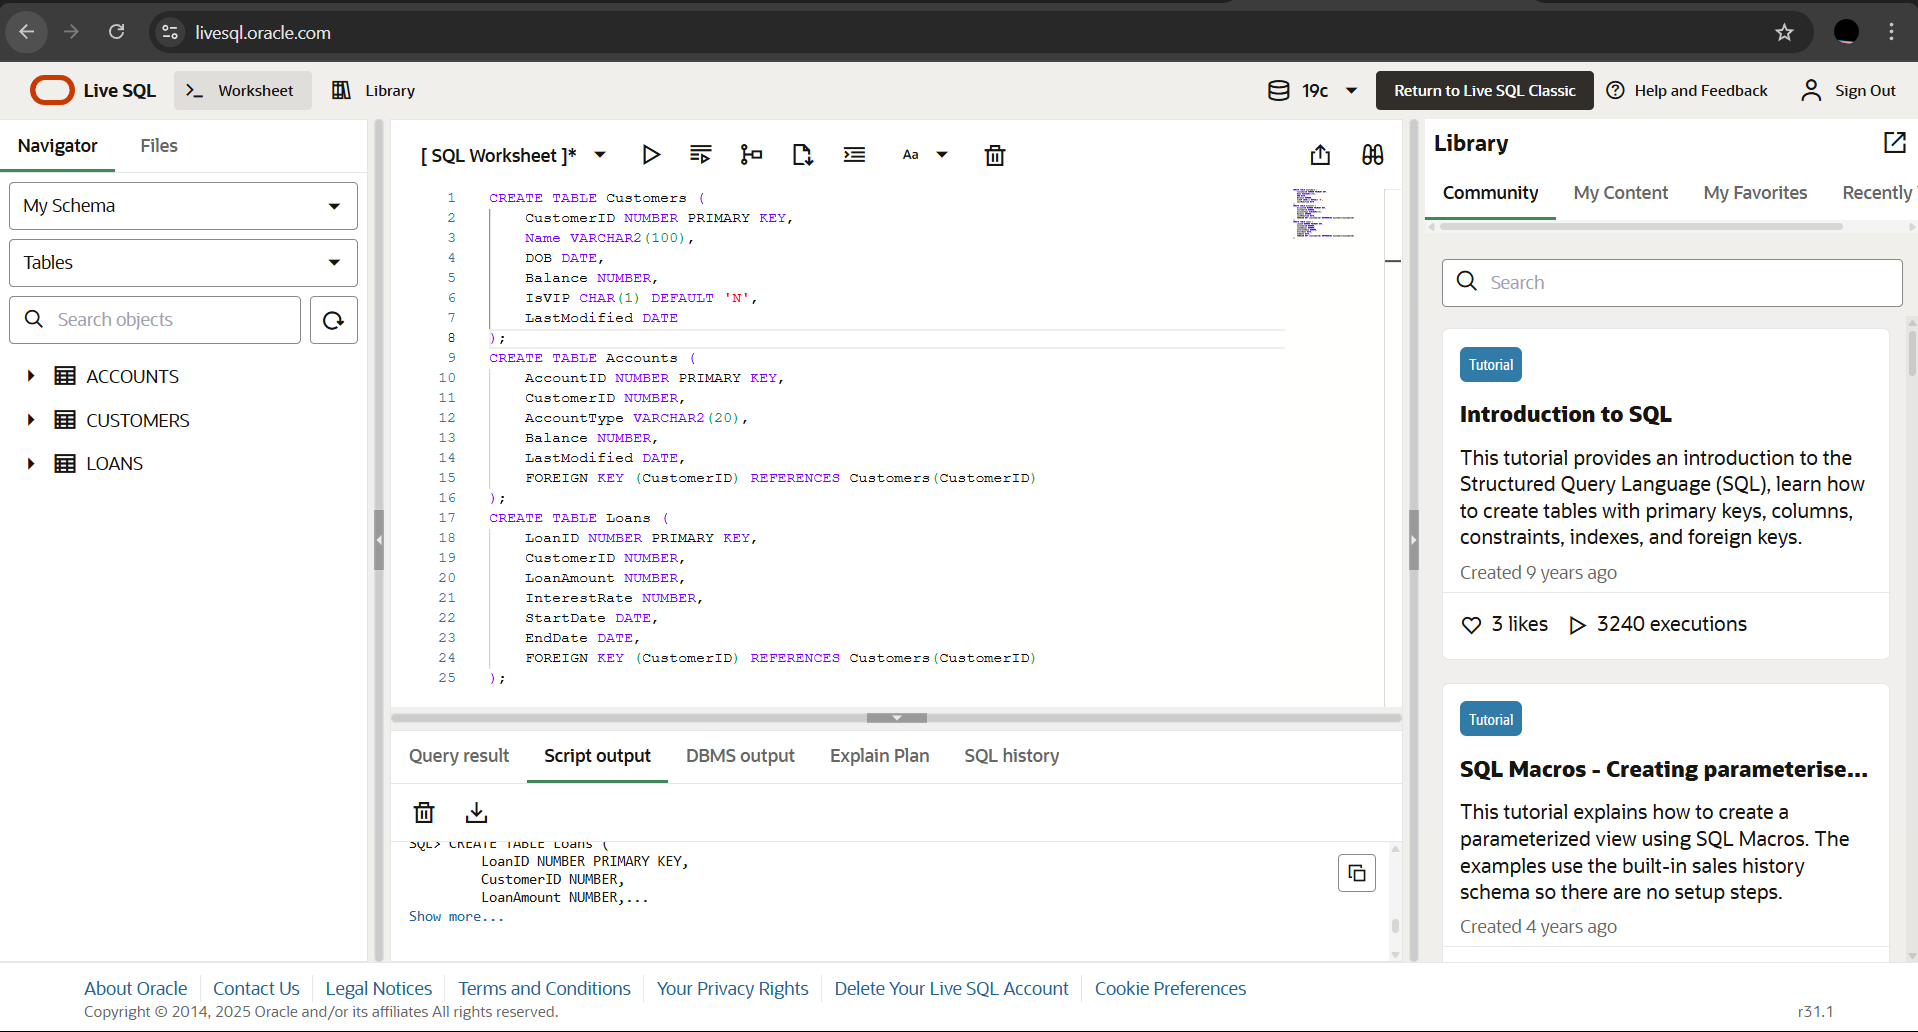 livesql.oracle.com
Live SQL
Worksheet
Library
19c
Return to Live SQL Classic
Help and Feedback
Sign Out
Navigator
Files
My Schema
Tables
Search objects
ACCOUNTS
CUSTOMERS
LOANS
[ SQL Worksheet ]*
Aa
1 CREATE TABLE Customers (
2 CustomerID NUMBER PRIMARY KEY,
3 Name VARCHAR2(100),
4 DOB DATE,
5 Balance NUMBER,
6 IsVIP CHAR(1) DEFAULT 'N',
7 LastModified DATE
8 );
9 CREATE TABLE Accounts (
10 AccountID NUMBER PRIMARY KEY,
11 CustomerID NUMBER,
12 AccountType VARCHAR2(20),
13 Balance NUMBER,
14 LastModified DATE,
15 FOREIGN KEY (CustomerID) REFERENCES Customers(CustomerID)
16 );
17 CREATE TABLE Loans (
18 LoanID NUMBER PRIMARY KEY,
19 CustomerID NUMBER,
20 LoanAmount NUMBER,
21 InterestRate NUMBER,
22 StartDate DATE,
23 EndDate DATE,
24 FOREIGN KEY (CustomerID) REFERENCES Customers(CustomerID)
25 );
Query result
Script output
DBMS output
Explain Plan
SQL history
SQL> CREATE TABLE Loans (
LoanID NUMBER PRIMARY KEY,
CustomerID NUMBER,
LoanAmount NUMBER,...
Show more...
Library
Community
My Content
My Favorites
Recently
Search
Tutorial
Introduction to SQL
This tutorial provides an introduction to the
Structured Query Language (SQL), learn how
to create tables with primary keys, columns,
constraints, indexes, and foreign keys.
Created 9 years ago
3 likes
3240 executions
Tutorial
SQL Macros - Creating parameterise...
This tutorial explains how to create a
parameterized view using SQL Macros. The
examples use the built-in sales history
schema so there are no setup steps.
Created 4 years ago
About Oracle
Contact Us
Legal Notices
Terms and Conditions
Your Privacy Rights
Delete Your Live SQL Account
Cookie Preferences
Copyright © 2014, 2025 Oracle and/or its affiliates All rights reserved.
r31.1